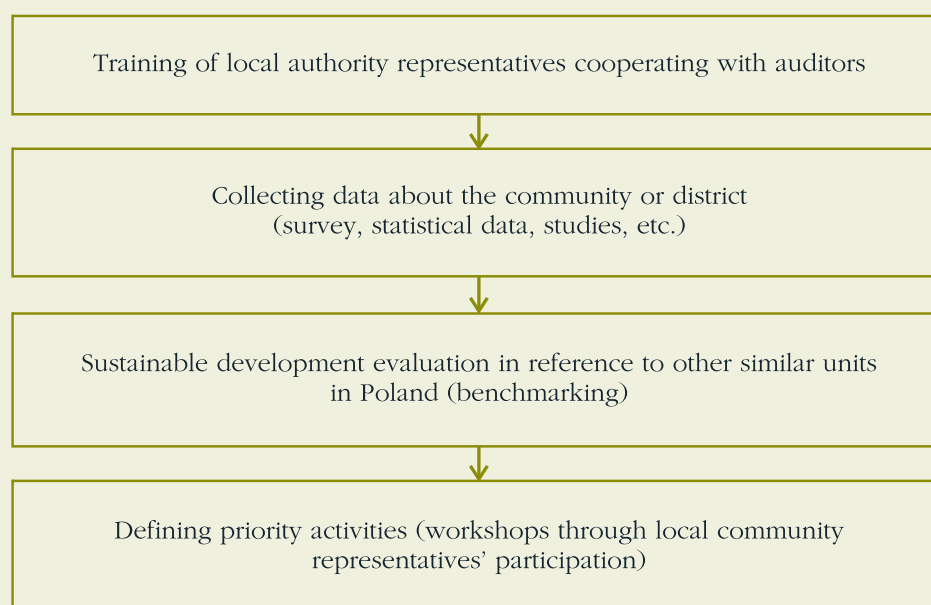 Training of local authority representatives cooperating with auditors
Collecting data about the community or district
(survey, statistical data, studies, etc.)
Sustainable development evaluation in reference to other similar units
in Poland (benchmarking)
Defining priority activities (workshops through local community
representatives’ participation)